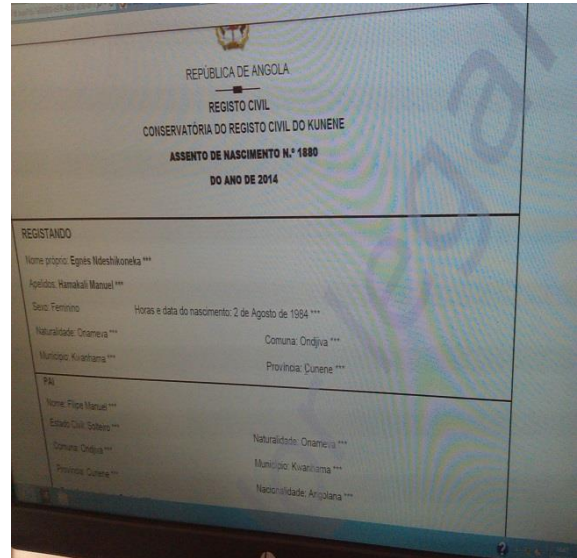 REPÚBLICA DE ANGOLA
REGISTO CIVIL
CONSERVATÓRIA DO REGISTO CIVIL DO KUNENE
ASSENTO DE NASCIMENTO N.º 1880
DO ANO DE 2014
REGISTANDO
Nome próprio: Egnès Ndeshikoneka ***
Apelidos: Hamakali Manuel ***
Sexo: Feminino Horas e data do nascimento: 2 de Agosto de 1984 ***
Naturalidade: Onameva *** Comuna: Ondjiva ***
Município: Kwanhama *** Província: Cunene ***
PAI
Nome: Filipe Manuel ***
Estado Civil: Solteiro *** Naturalidade: Onameva ***
Comuna: Ondjiva *** Município: Kwanhama ***
Província: Cunene *** Nacionalidade: Angolana ***